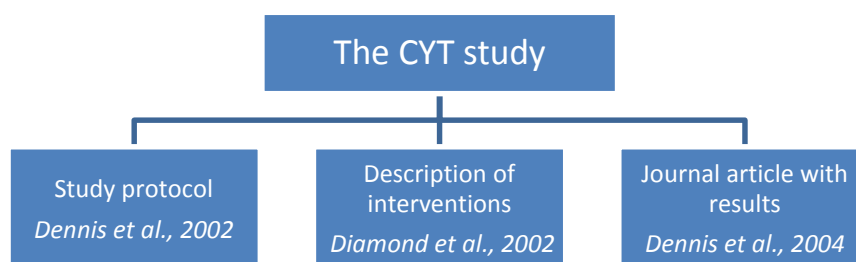 The CYT study
Study protocol
Dennis et al., 2002
Description of
interventions
Diamond et al., 2002
Journal article with
results
Dennis et al., 2004